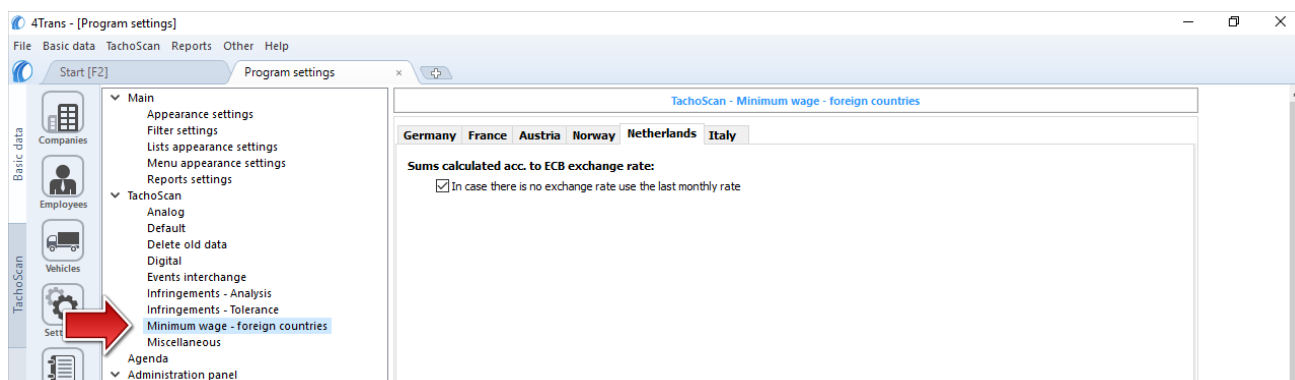 4Trans - [Program settings]
File Basic data TachoScan Reports Other Help
Start [F2]
Program settings
Basic data
TachoScan
Companies
Employees
Vehicles
Main
Appearance settings
Filter settings
Lists appearance settings
Menu appearance settings
Reports settings
TachoScan
Analog
Default
Delete old data
Digital
Events interchange
Infringements - Analysis
Infringements - Tolerance
Minimum wage - foreign countries
Miscellaneous
Agenda
Administration panel
TachoScan - Minimum wage - foreign countries
Germany France Austria Norway Netherlands Italy
Sums calculated acc. to ECB exchange rate:
In case there is no exchange rate use the last monthly rate